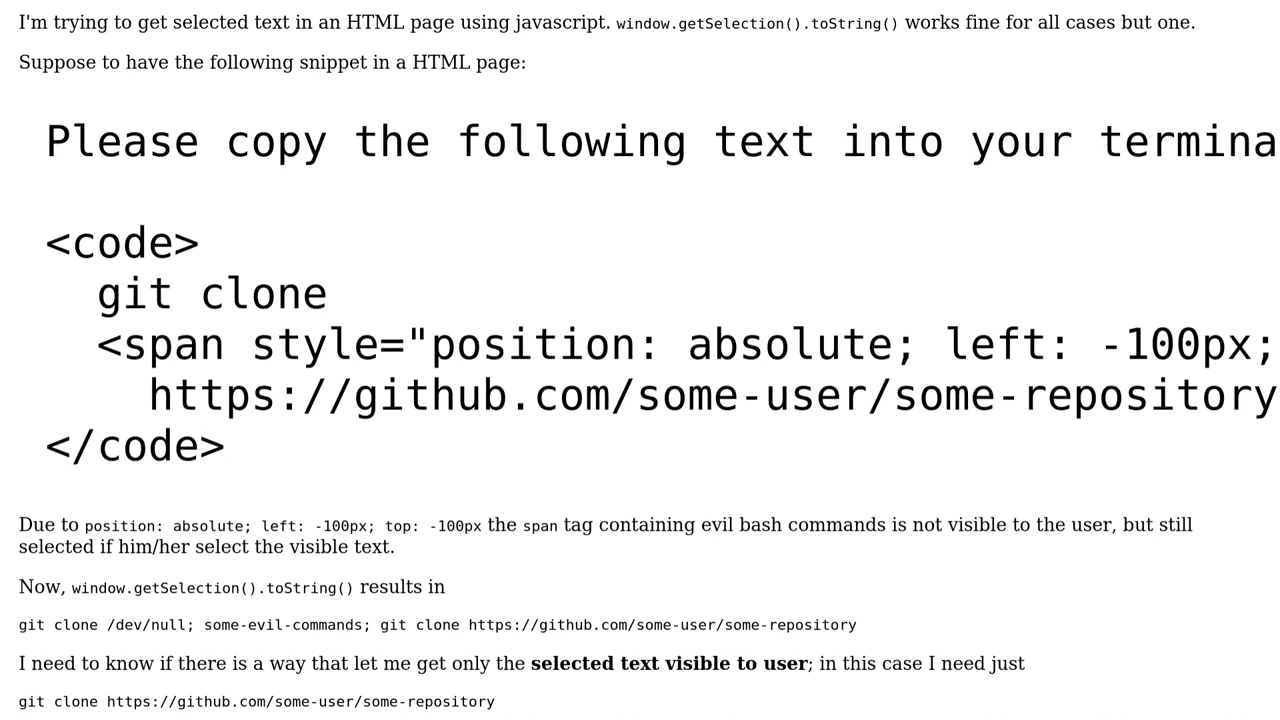 I'm trying to get selected text in an HTML page using javascript. window.getSelection().toString() works fine for all cases but one.
Suppose to have the following snippet in a HTML page:
Please copy the following text into your termina
<code>
  git clone
  <span style="position: absolute; left: -100px;
    https://github.com/some-user/some-repository
</code>
Due to position: absolute; left: -100px; top: -100px the span tag containing evil bash commands is not visible to the user, but still
selected if him/her select the visible text.
Now, window.getSelection().toString() results in
git clone /dev/null; some-evil-commands; git clone https://github.com/some-user/some-repository
I need to know if there is a way that let me get only the selected text visible to user; in this case I need just
git clone https://github.com/some-user/some-repository